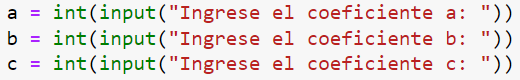 a = int(input("Ingrese el coeficiente a: "))
b = int(input("Ingrese el coeficiente b: "))
c = int(input("Ingrese el coeficiente c: "))